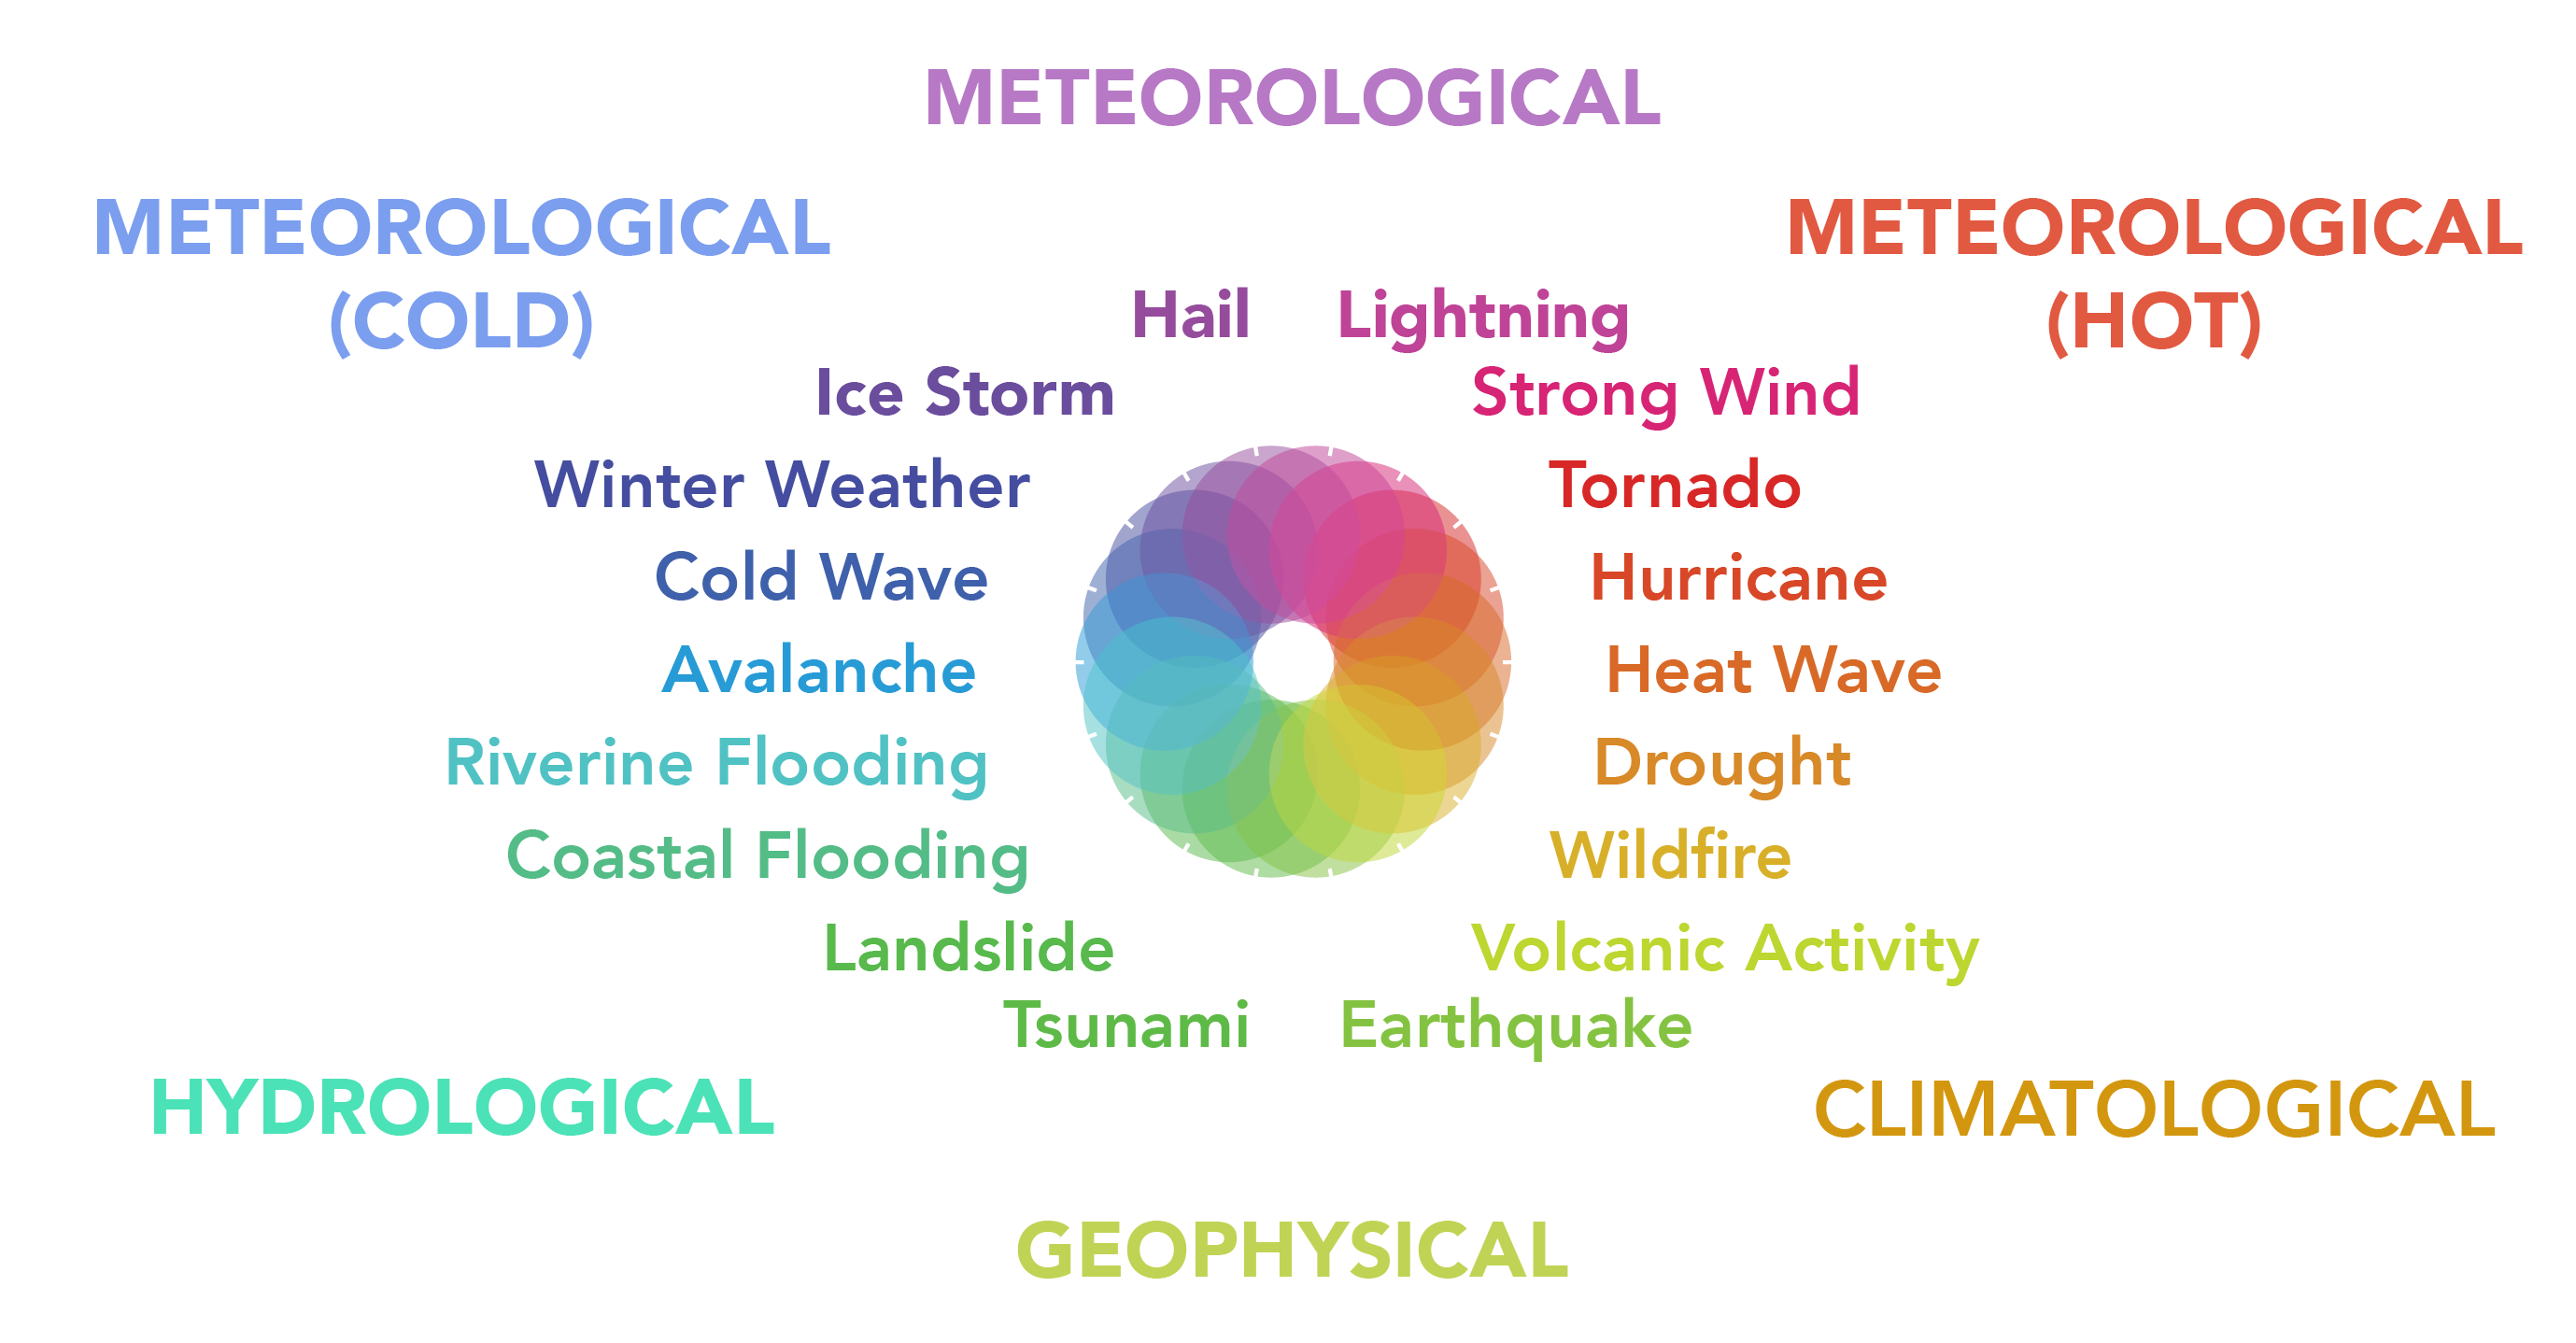 METEOROLOGICAL
METEOROLOGICAL
(COLD)
METEOROLOGICAL
(HOT)
Hail
Lightning
Ice Storm
Strong Wind
Winter Weather
Tornado
Cold Wave
Hurricane
Avalanche
Heat Wave
Riverine Flooding
Drought
Coastal Flooding
Wildfire
Landslide
Volcanic Activity
Tsunami
Earthquake
HYDROLOGICAL
CLIMATOLOGICAL
GEOPHYSICAL